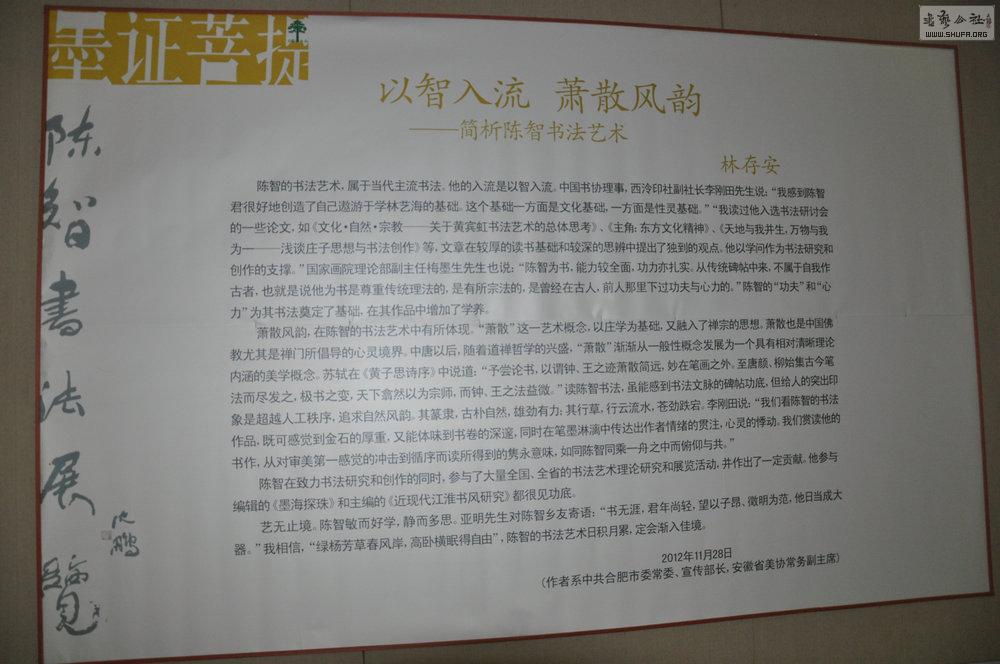 墨证菩提
书艺公社
WWW.SHUFA.ORG
陈智書法展覽
沈鹏
以智入流 萧散风韵
——简析陈智书法艺术
林存安
陈智的书法艺术，属于当代主流书法。他的入流是以智入流。中国书协理事，西泠印社副社长李刚田先生说：“我感到陈智
君很好地创造了自己遨游于学林艺海的基础。这个基础一方面是文化基础，一方面是性灵基础。”“我读过他入选书法研讨会
的一些论文，如《文化·自然·宗教——关于黄宾虹书法艺术的总体思考》、《主角：东方文化精神》、《天地与我并生，万物与我
为一——浅谈庄子思想与书法创作》等，文章在较厚的读书基础和较深的思辨中提出了独到的观点。他以学问作为书法研究和
创作的支撑。”国家画院理论部副主任梅墨生先生也说：“陈智为书，能力较全面，功力亦扎实。从传统碑帖中来，不属于自我作
古者，也就是说他为书是尊重传统理法的，是有所宗法的，是曾经在古人，前人那里下过功夫与心力的。”陈智的“功夫”和“心
力”为其书法奠定了基础，在其作品中增加了学养。
萧散风韵，在陈智的书法艺术中有所体现。“萧散”这一艺术概念，以庄学为基础，又融入了禅宗的思想。萧散也是中国佛
教尤其是禅门所倡导的心灵境界。中唐以后，随着道禅哲学的兴盛，“萧散”渐渐从一般性概念发展为一个具有相对清晰理论
内涵的美学概念。苏轼在《黄子思诗序》中说道：“予尝论书，以谓钟、王之迹萧散简远，妙在笔画之外。至唐颜、柳始集古今笔
法而尽发之，极书之变，天下翕然以为宗师，而钟、王之法益微。”读陈智书法，虽能感到书法文脉的碑帖功底，但给人的突出印
象是超越人工秩序，追求自然风韵。其篆隶，古朴自然，雄劲有力；其行草，行云流水，苍劲跌宕。李刚田说：“我们看陈智的书法
作品，既可感觉到金石的厚重，又能体味到书卷的深邃，同时在笔墨淋漓中传达出作者情绪的贯注，心灵的悸动。我们赏读他的
书作，从对审美第一感觉的冲击到循序而读所得到的隽永意味，如同陈智同乘一舟之中而俯仰与共。”
陈智在致力书法研究和创作的同时，参与了大量全国、全省的书法艺术理论研究和展览活动，并作出了一定贡献。他参与
编辑的《墨海探珠》和主编的《近现代江淮书风研究》都很见功底。
艺无止境。陈智敏而好学，静而多思。亚明先生对陈智乡友寄语：“书无涯，君年尚轻，望以子昂、徵明为范，他日当成大
器。”我相信，“绿杨芳草春风岸，高卧横眠得自由”，陈智的书法艺术日积月累，定会渐入佳境。
2012年11月28日
（作者系中共合肥市委常委、宣传部长，安徽省美协常务副主席）